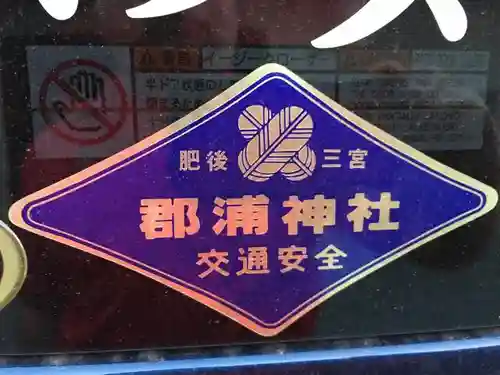 イージークローザー
肥後 三宮
郡浦神社
交通安全